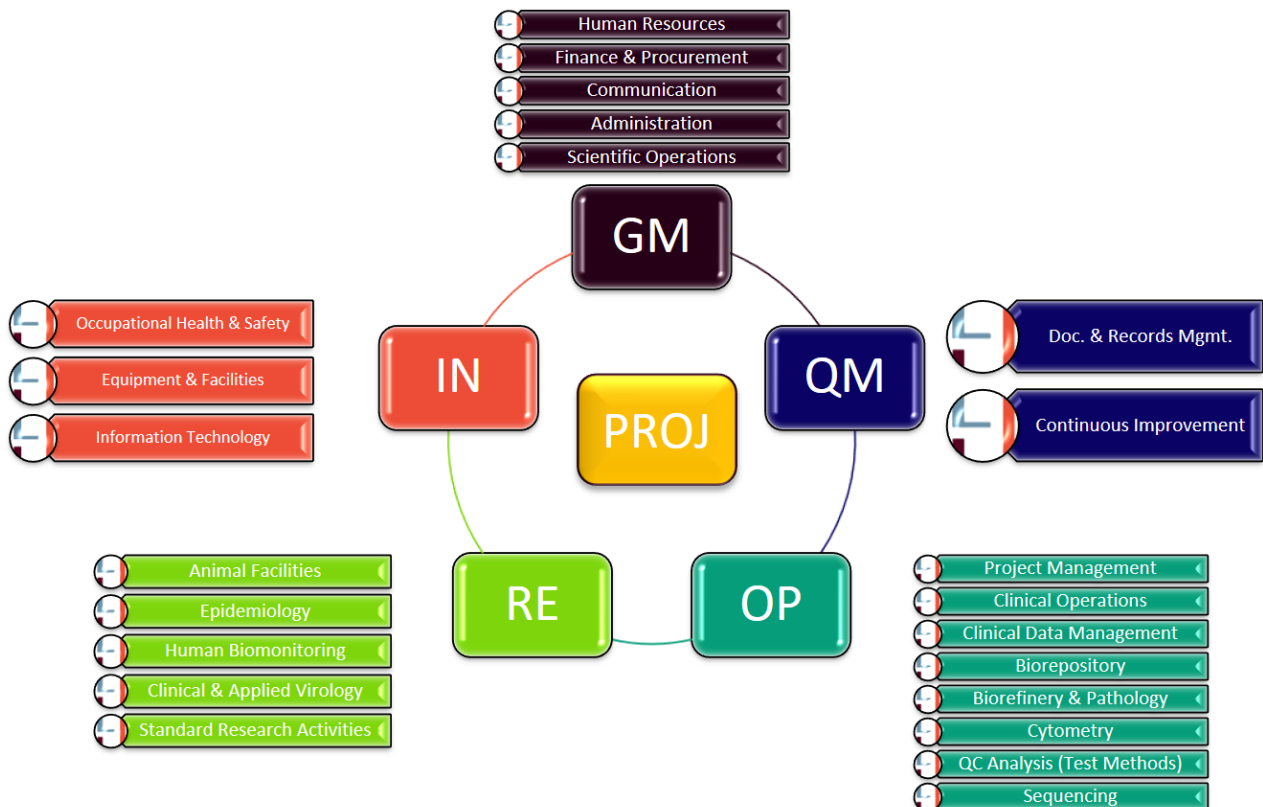 Human Resources
Finance & Procurement
Communication
Administration
Scientific Operations
GM
IN
QM
PROJ
RE
OP
Occupational Health & Safety
Equipment & Facilities
Information Technology
Doc. & Records Mgmt.
Continuous Improvement
Animal Facilities
Epidemiology
Human Biomonitoring
Clinical & Applied Virology
Standard Research Activities
Project Management
Clinical Operations
Clinical Data Management
Biorepository
Biorefinery & Pathology
Cytometry
QC Analysis (Test Methods)
Sequencing